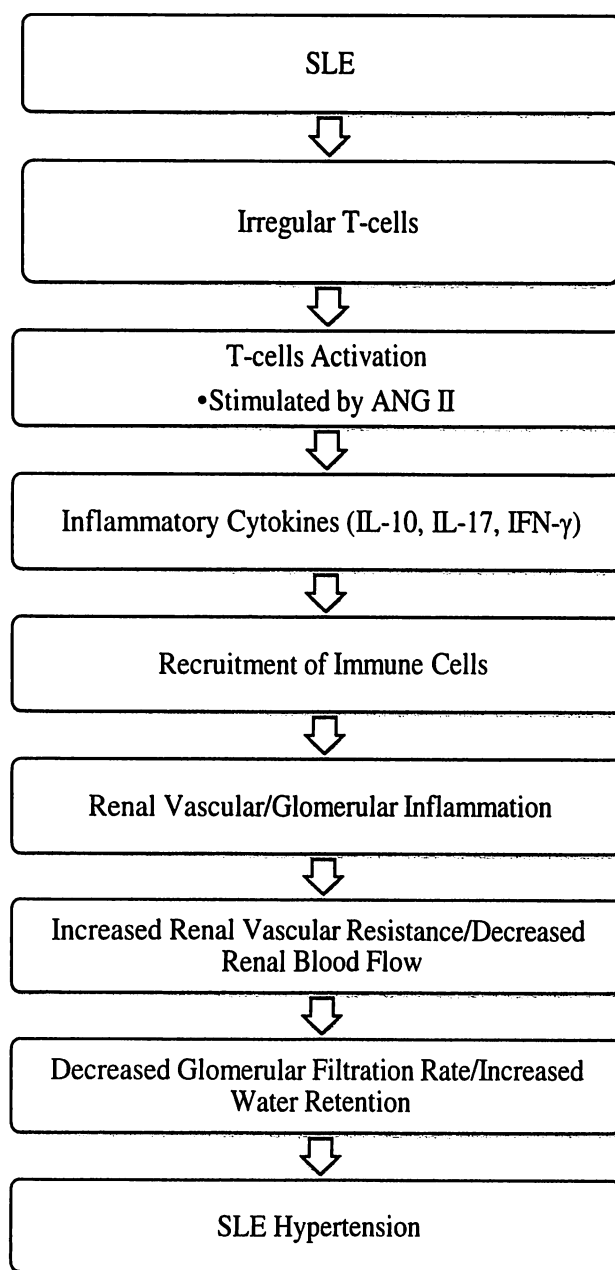 SLE
Irregular T-cells
T-cells Activation
•Stimulated by ANG II
Inflammatory Cytokines (IL-10, IL-17, IFN-γ)
Recruitment of Immune Cells
Renal Vascular/Glomerular Inflammation
Increased Renal Vascular Resistance/Decreased
Renal Blood Flow
Decreased Glomerular Filtration Rate/Increased
Water Retention
SLE Hypertension